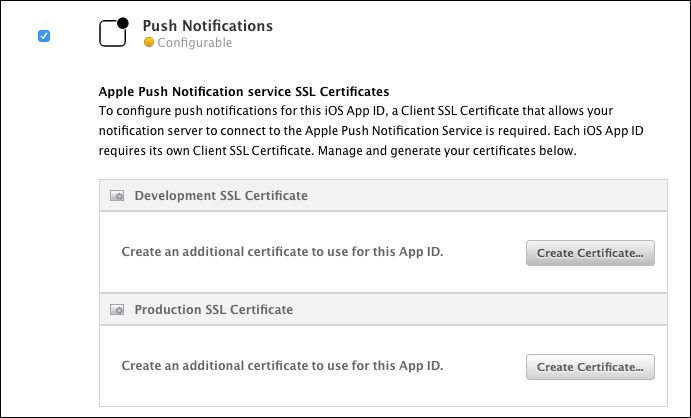 Push Notifications
Configurable
Apple Push Notification service SSL Certificates
To configure push notifications for this iOS App ID, a Client SSL Certificate that allows your
notification server to connect to the Apple Push Notification Service is required. Each iOS App ID
requires its own Client SSL Certificate. Manage and generate your certificates below.
Development SSL Certificate
Create an additional certificate to use for this App ID.
Create Certificate...
Production SSL Certificate
Create an additional certificate to use for this App ID.
Create Certificate...